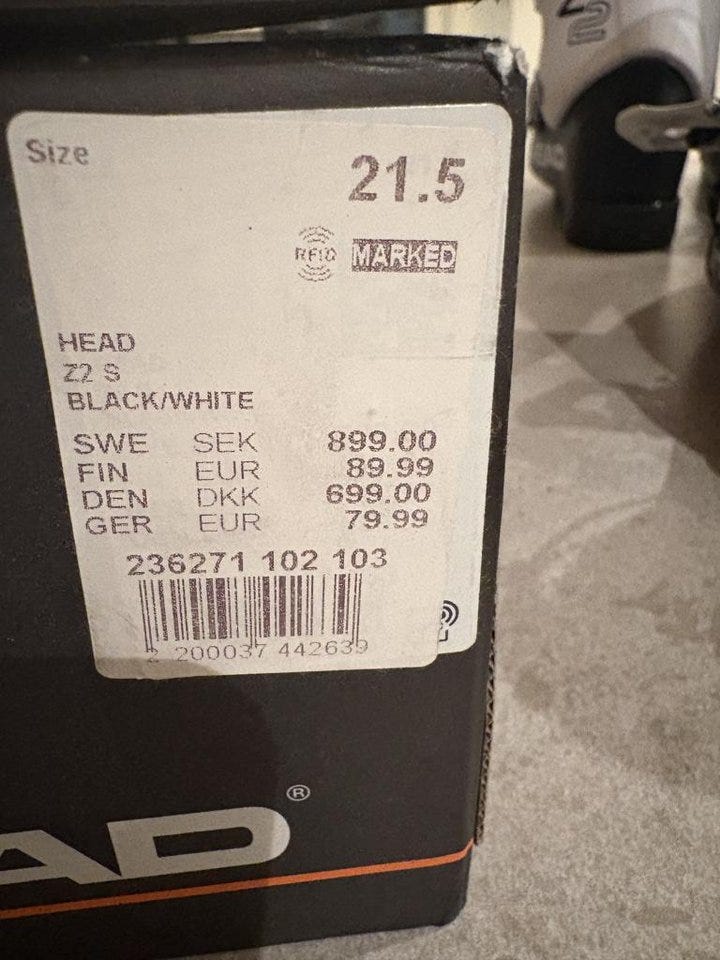 Size 21.5
RFID MARKED
HEAD
Z2 S
BLACK/WHITE
SWE SEK 899.00
FIN EUR 89.99
DEN DKK 699.00
GER EUR 79.99
236271 102 103
2 200037 442639
AD®
Z2